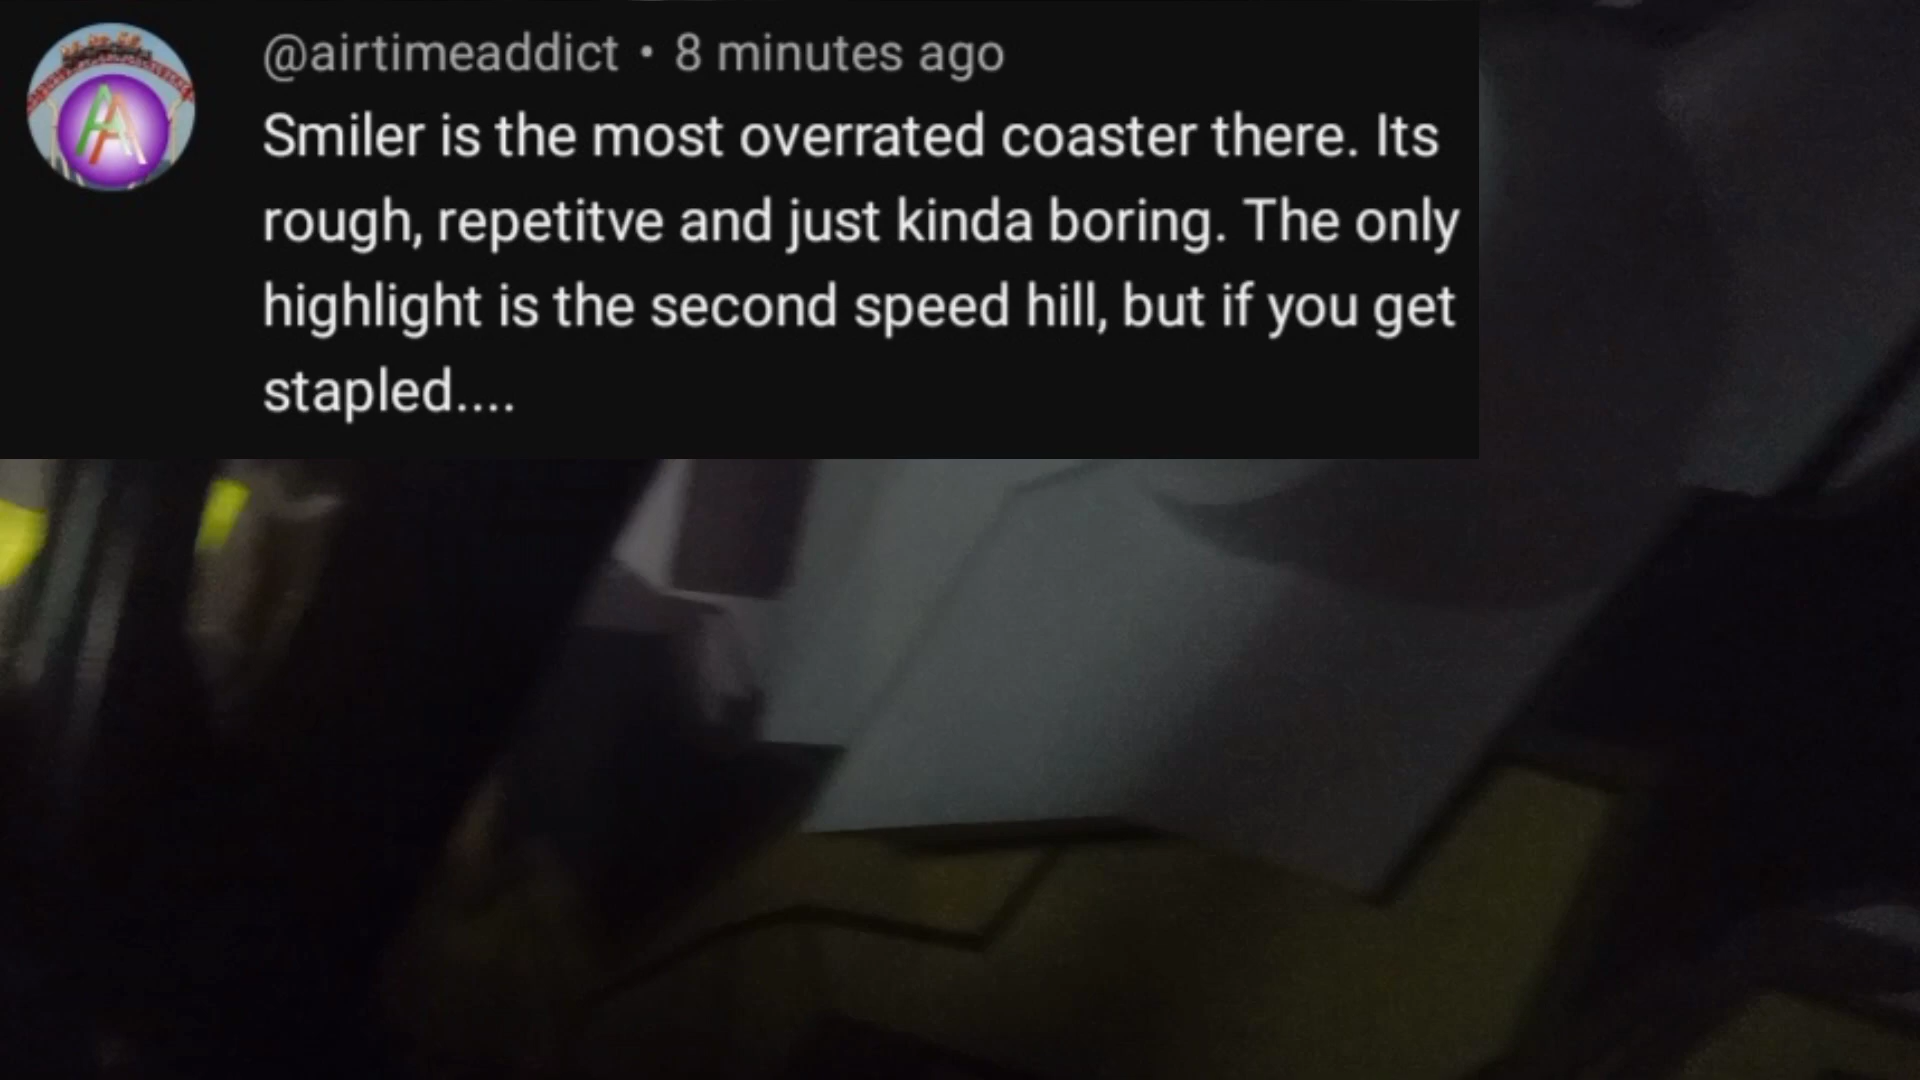 @airtimeaddict • 8 minutes ago
Smiler is the most overrated coaster there. Its
rough, repetitve and just kinda boring. The only
highlight is the second speed hill, but if you get
stapled....